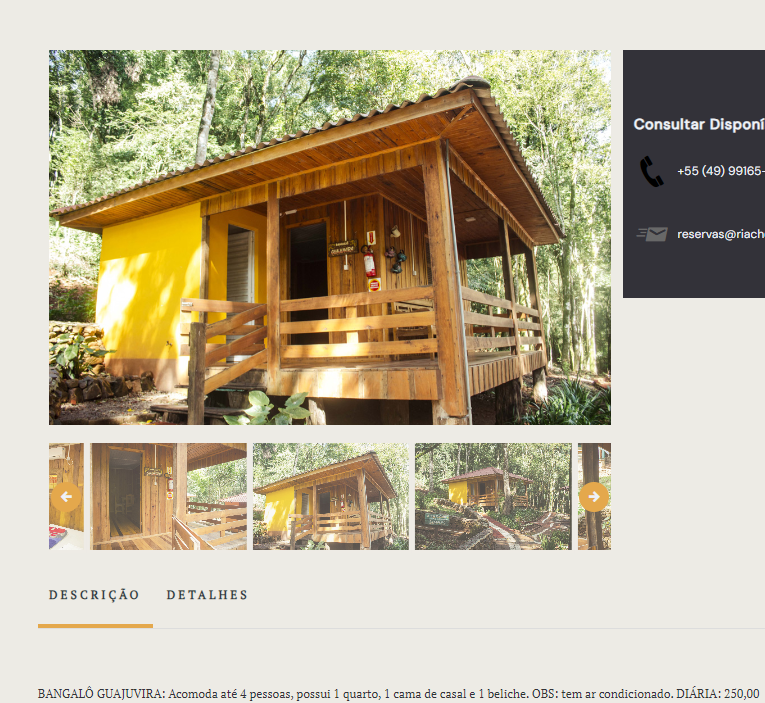 Consultar Disponí
+55 (49) 99165-
reservas@riach
DESCRIÇÃO DETALHES
BANGALÔ GUAJUVIRA: Acomoda até 4 pessoas, possui 1 quarto, 1 cama de casal e 1 beliche. OBS: tem ar condicionado. DIÁRIA: 250,00